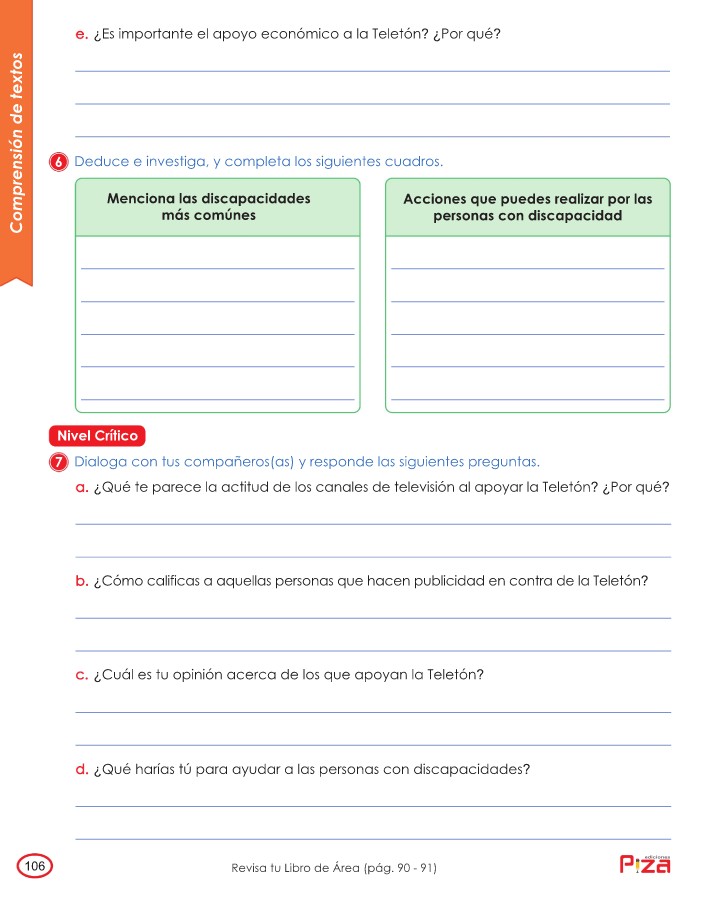 Comprensión de textos
e. ¿Es importante el apoyo económico a la Teletón? ¿Por qué?
6 Deduce e investiga, y completa los siguientes cuadros.
Menciona las discapacidades
más comúnes
Acciones que puedes realizar por las
personas con discapacidad
Nivel Crítico
7 Dialoga con tus compañeros(as) y responde las siguientes preguntas.
a. ¿Qué te parece la actitud de los canales de televisión al apoyar la Teletón? ¿Por qué?
b. ¿Cómo calificas a aquellas personas que hacen publicidad en contra de la Teletón?
c. ¿Cuál es tu opinión acerca de los que apoyan la Teletón?
d. ¿Qué harías tú para ayudar a las personas con discapacidades?
106
Revisa tu Libro de Área (pág. 90 - 91)
ediciones
Piza